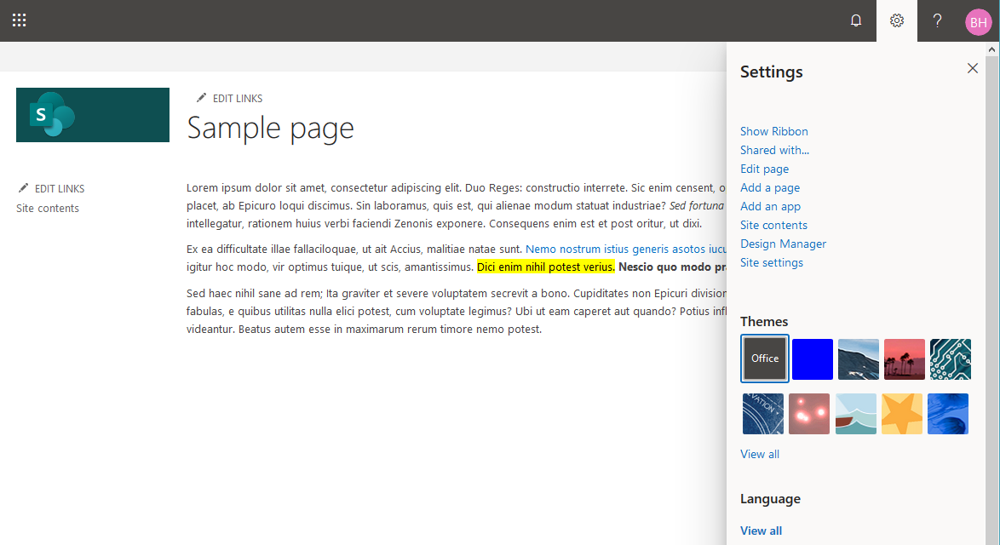 BH
S
EDIT LINKS
Sample page
EDIT LINKS
Site contents
Lorem ipsum dolor sit amet, consectetur adipiscing elit. Duo Reges: constructio interrete. Sic enim censent, o
placet, ab Epicuro loqui discimus. Sin laboramus, quis est, qui alienae modum statuat industriae? Sed fortuna
intellegatur, rationem huius verbi faciendi Zenonis exponere. Consequens enim est et post oritur, ut dixi.
Ex ea difficultate illae fallaciloquae, ut ait Accius, malitiae natae sunt. Nemo nostrum istius generis asotos iucu
igitur hoc modo, vir optimus tuique, ut scis, amantissimus. Dici enim nihil potest verius. Nescio quo modo pra
Sed haec nihil sane ad rem; Ita graviter et severe voluptatem secrevit a bono. Cupiditates non Epicuri division
fabulas, e quibus utilitas nulla elici potest, cum voluptate legimus? Ubi ut eam caperet aut quando? Potius infl
videantur. Beatus autem esse in maximarum rerum timore nemo potest.
Settings
Show Ribbon
Shared with...
Edit page
Add a page
Add an app
Site contents
Design Manager
Site settings
Themes
Office
VATION
View all
Language
View all